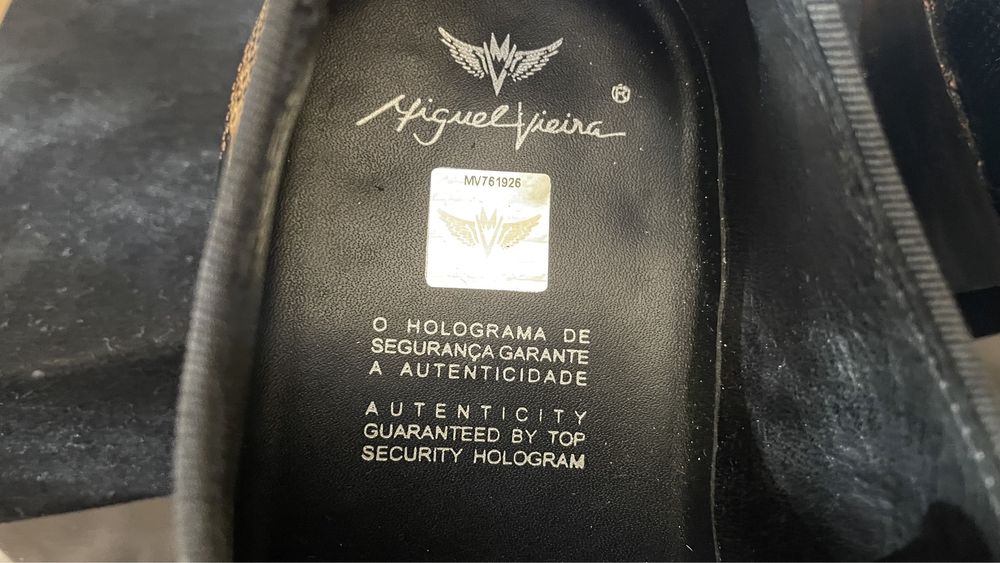 Miguel Vieira ®
MV761926
O HOLOGRAMA DE
SEGURANÇA GARANTE
A AUTENTICIDADE
AUTENTICITY
GUARANTEED BY TOP
SECURITY HOLOGRAM